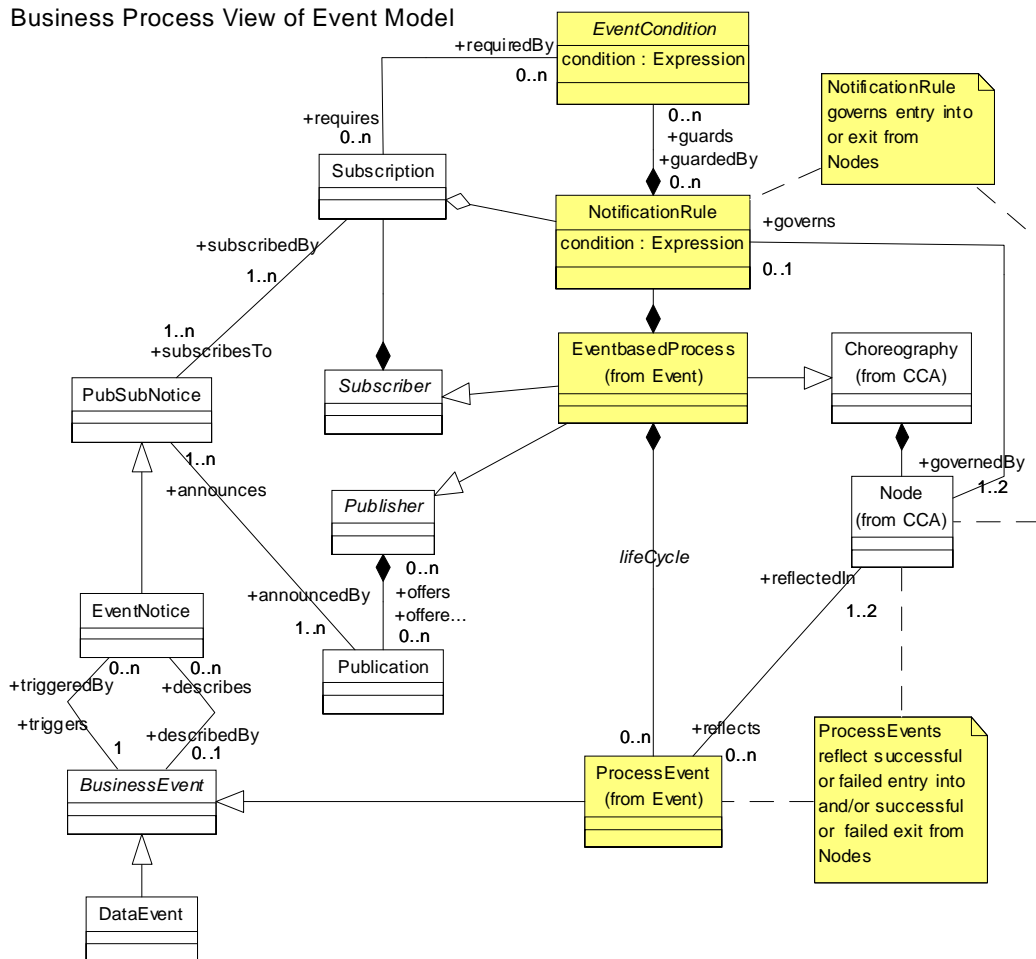 Business Process View of Event Model
EventCondition
condition : Expression
+requiredBy
0..n
+requires
0..n
0..n
+guards
+guardedBy
0..n
NotificationRule
governs entry into
or exit from
Nodes
Subscription
NotificationRule
condition : Expression
+governs
0..1
+subscribedBy
1..n
1..n
+subscribesTo
EventbasedProcess
(from Event)
Choreography
(from CCA)
Subscriber
PubSubNotice
1..n
+announces
+governedBy
1..2
Node
(from CCA)
Publisher
lifeCycle
0..n
+offers
+offere...
0..n
+announcedBy
1..n
+reflectedIn
1..2
EventNotice
0..n
0..n
Publication
+triggeredBy
+describes
+triggers
1
+describedBy
0..1
0..n
+reflects
0..n
ProcessEvents
reflect successful
or failed entry into
and/or successful
or failed exit from
Nodes
BusinessEvent
ProcessEvent
(from Event)
DataEvent